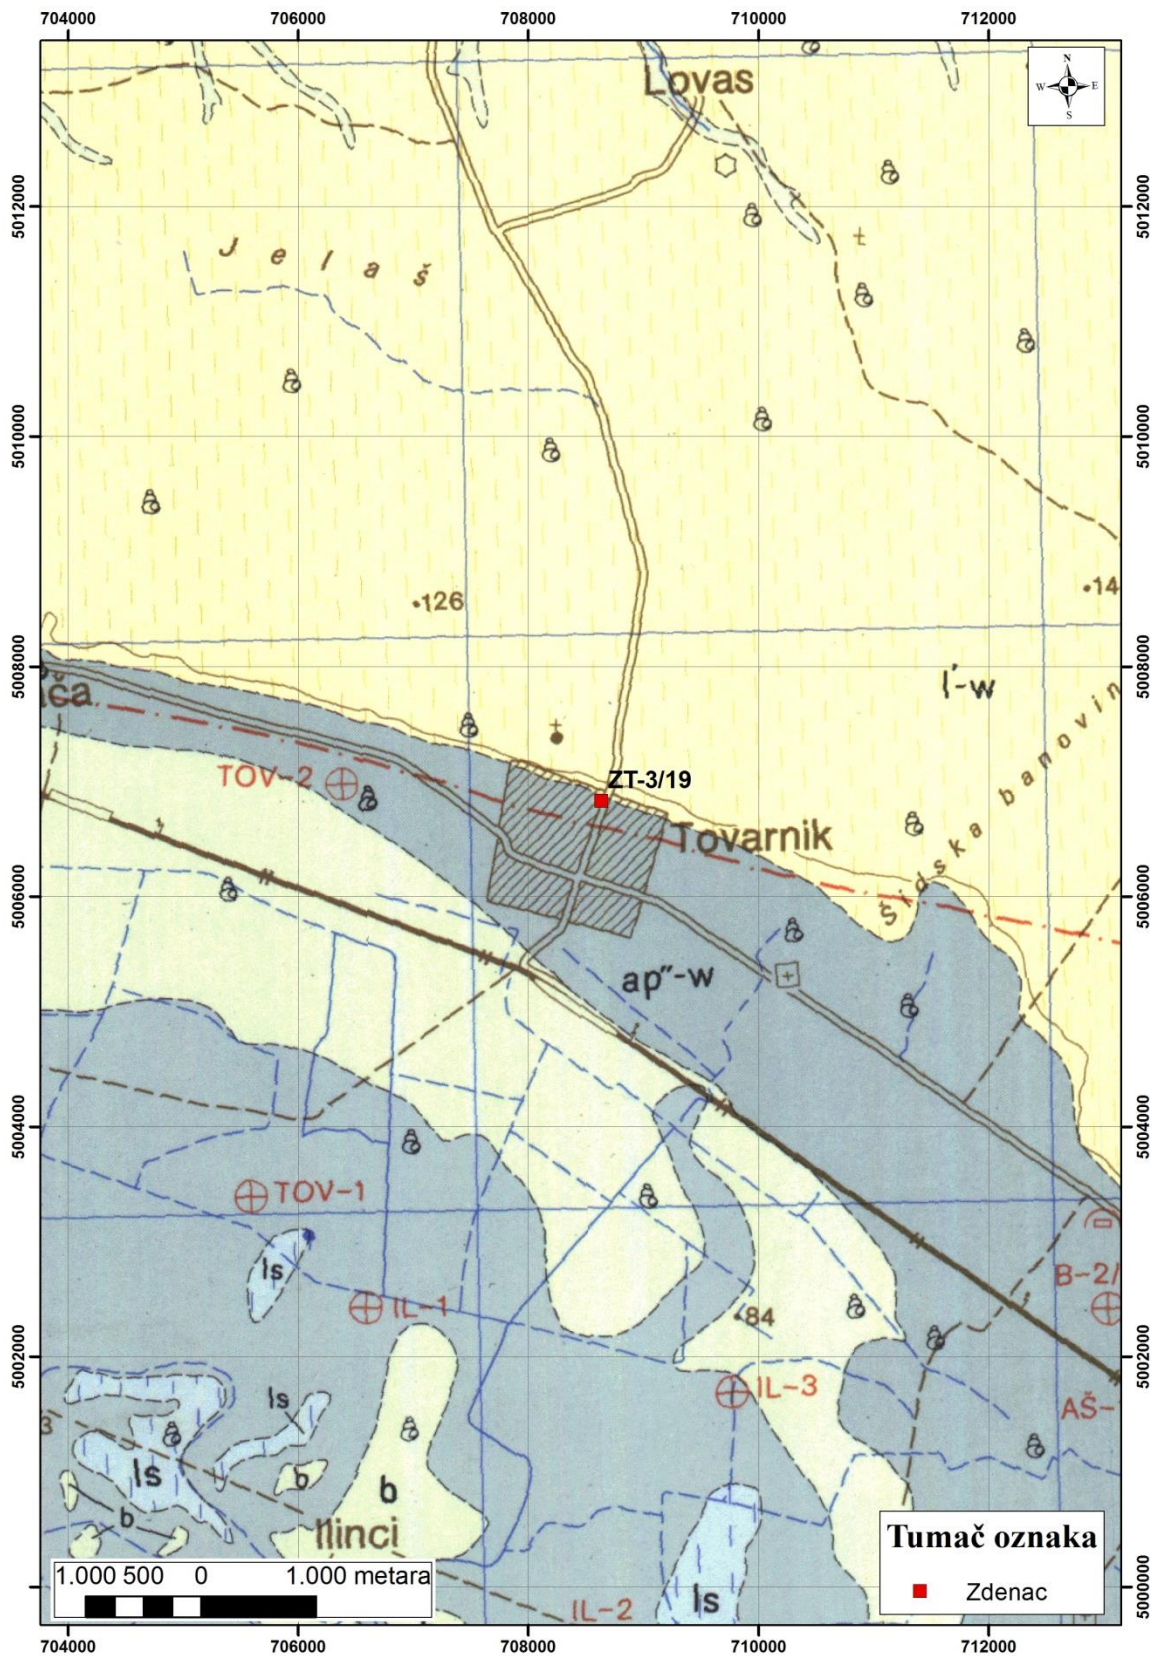 704000 706000 708000 710000 712000
N
W E
S
Lovas
5012000 5012000
Jelaš
5010000 5010000
126
14
5008000 5008000
l'-w
ča
TOV-2
ZT-3/19
Tovarnik
Šidska banovin
5006000 5006000
ap"-w
5004000 5004000
TOV-1
ls
B-2/
IL-1
84
5002000 5002000
IL-3
ls
AŠ-
3
ls
b
b
b
Ilinci
Tumač oznaka
Zdenac
1.000 500 0 1.000 metara
ls
IL-2
5000000 5000000
704000 706000 708000 710000 712000